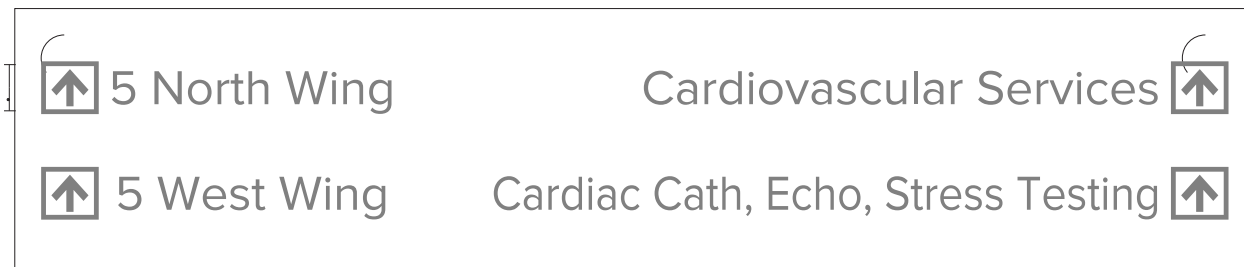 5 North Wing
Cardiovascular Services
5 West Wing
Cardiac Cath, Echo, Stress Testing